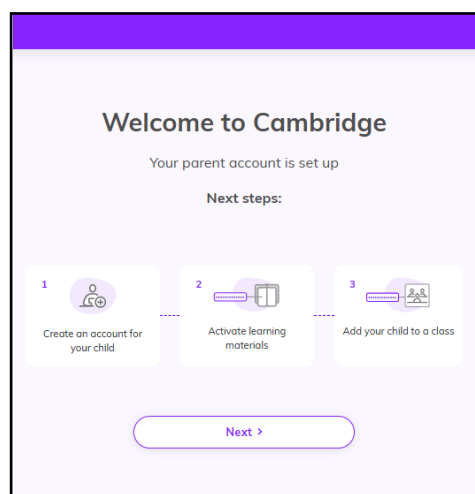 Welcome to Cambridge
Your parent account is set up
Next steps:
1
Create an account for
your child
2
Activate learning
materials
3
Add your child to a class
Next >